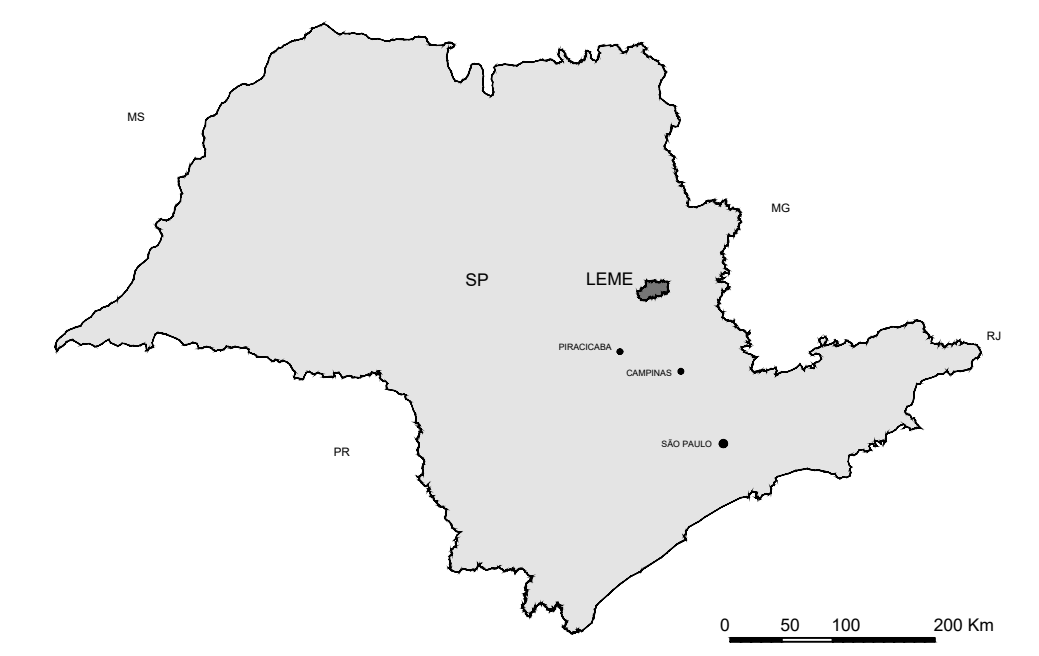 MS
MG
SP
LEME
RJ
PIRACICABA
CAMPINAS
SÃO PAULO
PR
0 50 100 200 Km